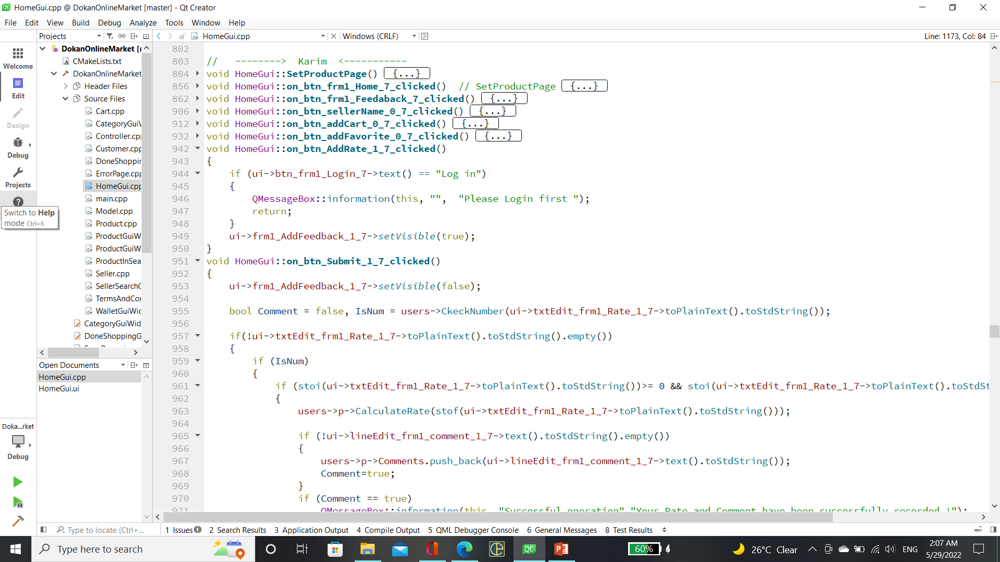 HomeGui.cpp @ DokanOnlineMarket [master] - Qt Creator
File Edit View Build Debug Analyze Tools Window Help
Projects
HomeGui.cpp
Windows (CRLF)
Line: 1173, Col: 84
Welcome
Edit
Design
Debug
Projects
Switch to Help
mode Ctrl+6
DokanOnlineMarket [
CMakeLists.txt
DokanOnlineMarket
Header Files
Source Files
Cart.cpp
CategoryGuiW
Controller.cpp
Customer.cpp
DoneShoppin
ErrorPage.cpp
HomeGui.cpp
main.cpp
Model.cpp
Product.cpp
ProductGuiW
ProductGuiW
ProductInSea
Seller.cpp
SellerSearchG
TermsAndCor
WalletGuiWid
CategoryGuiWid
DoneShoppingG
Open Documents
HomeGui.cpp
HomeGui.ui
Doka...rket
Debug
802
803 //   -------->  Karim  <-----------
804 void HomeGui::SetProductPage() {...}
856 void HomeGui::on_btn_frm1_Home_7_clicked()  // SetProductPage {...}
862 void HomeGui::on_btn_frm1_Feedaback_7_clicked() {...}
906 void HomeGui::on_btn_sellerName_0_7_clicked() {...}
912 void HomeGui::on_btn_addCart_0_7_clicked() {...}
932 void HomeGui::on_btn_addFavorite_0_7_clicked() {...}
942 void HomeGui::on_btn_AddRate_1_7_clicked()
943 {
944     if (ui->btn_frm1_Login_7->text() == "Log in")
945     {
946         QMessageBox::information(this, "",  "Please Login first ");
947         return;
948     }
949     ui->frm1_AddFeedback_1_7->setVisible(true);
950 }
951 void HomeGui::on_btn_Submit_1_7_clicked()
952 {
953     ui->frm1_AddFeedback_1_7->setVisible(false);
954
955     bool Comment = false, IsNum = users->CkeckNumber(ui->txtEdit_frm1_Rate_1_7->toPlainText().toStdString());
956
957     if(!ui->txtEdit_frm1_Rate_1_7->toPlainText().toStdString().empty())
958     {
959         if (IsNum)
960         {
961             if (stoi(ui->txtEdit_frm1_Rate_1_7->toPlainText().toStdString())>= 0 && stoi(ui->txtEdit_frm1_Rate_1_7->toPlainText().toStdSt
962             {
963                 users->p->CalculateRate(stof(ui->txtEdit_frm1_Rate_1_7->toPlainText().toStdString()));
964
965                 if (!ui->lineEdit_frm1_comment_1_7->text().toStdString().empty())
966                 {
967                     users->p->Comments.push_back(ui->lineEdit_frm1_comment_1_7->text().toStdString());
968                     Comment=true;
969                 }
970                 if (Comment == true)
971                     QMessageBox::information(this, "Successful operation","Your Rate and Comment have been successfully recorded !");
Type to locate (Ctrl+...
1 Issues 1
2 Search Results
3 Application Output
4 Compile Output
5 QML Debugger Console
6 General Messages
8 Test Results
Type here to search
60%
26°C Clear
ENG
2:07 AM
5/29/2022